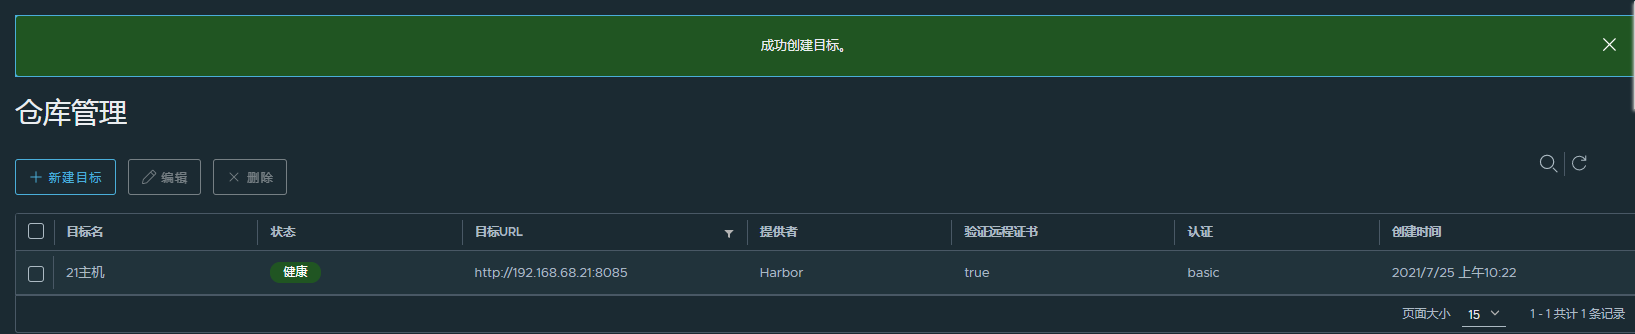 成功创建目标。
仓库管理
新建目标 编辑 删除
目标名 状态 目标URL 提供者 验证远程证书 认证 创建时间
21主机 健康 http://192.168.68.21:8085 Harbor true basic 2021/7/25 上午10:22
页面大小 15 1 - 1 共计 1 条记录